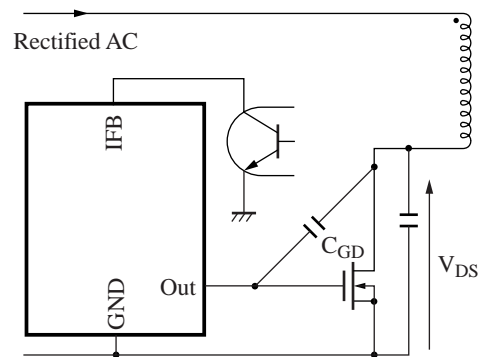 Rectified AC
IFB
C_GD
V_DS
Out
GND